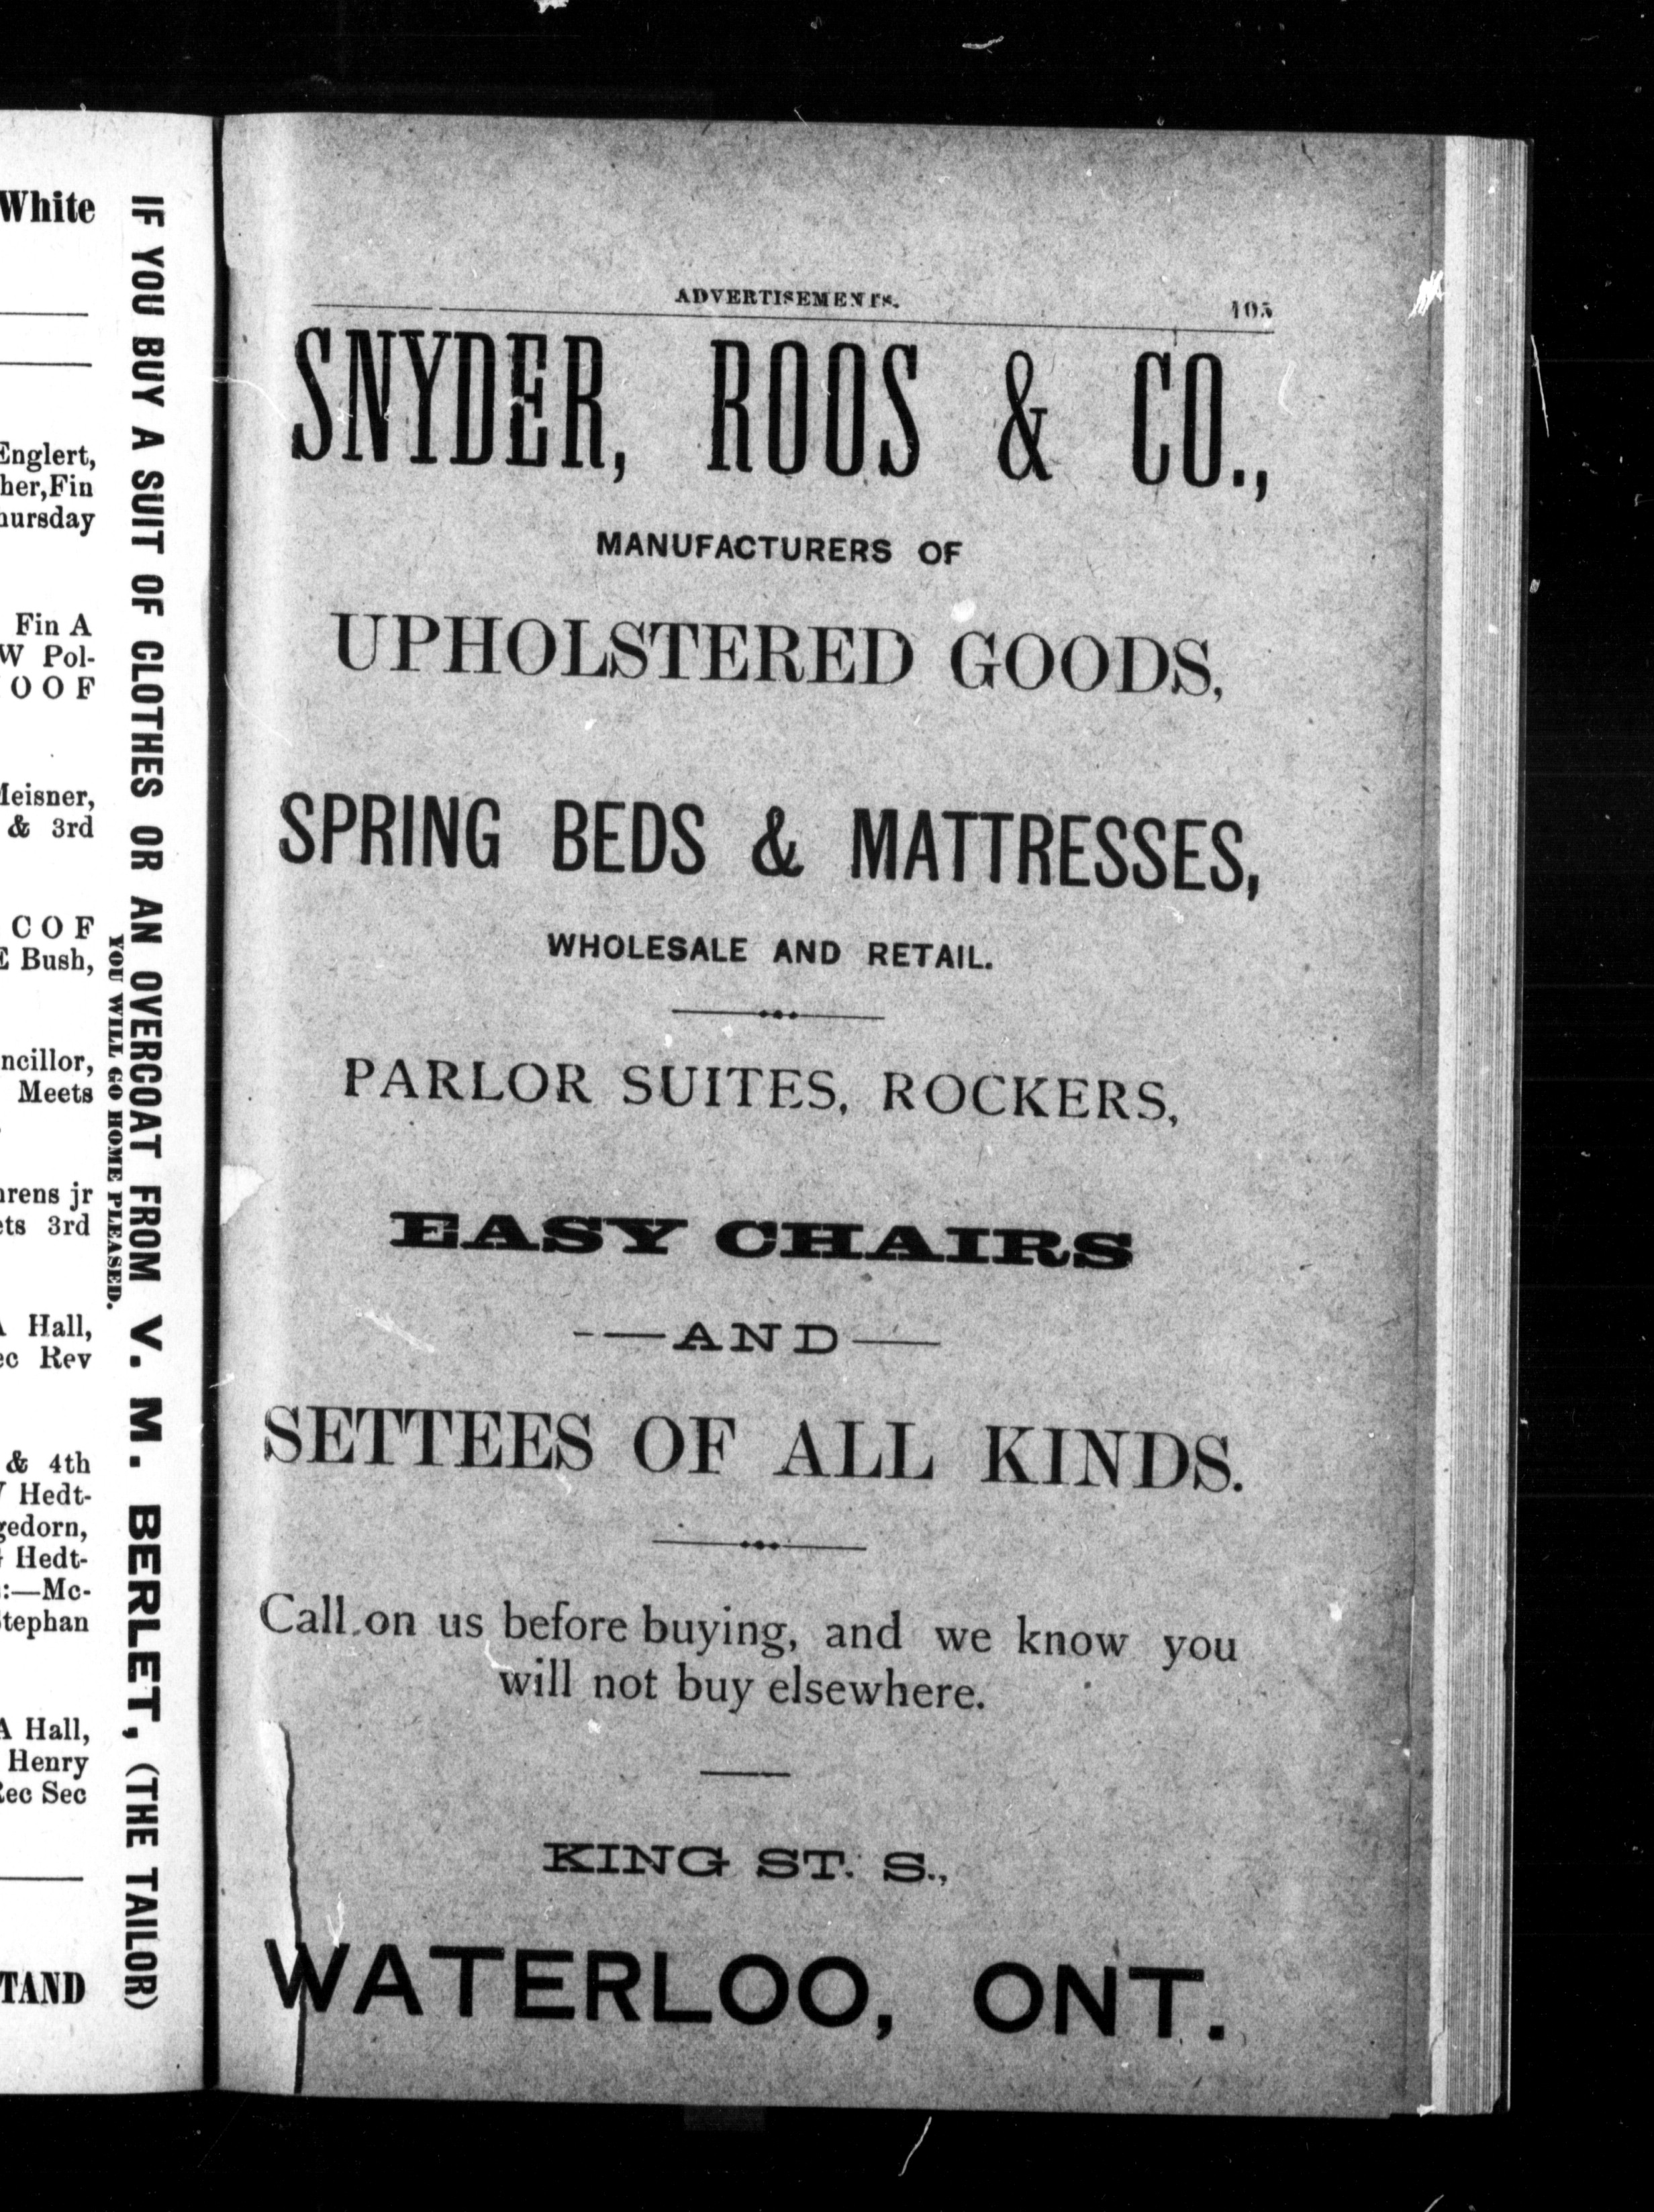 White
Englert,
her,Fin
hursday
Fin A
W Pol-
O O F
Meisner,
& 3rd
C O F
E Bush,
ncillor,
Meets
hrens jr
ets 3rd
A Hall,
ec Rev
& 4th
Hedt-
gedorn,
Hedt-
:—Mc-
Stephan
A Hall,
Henry
Rec Sec
TAND
IF YOU BUY A SUIT OF CLOTHES OR AN OVERCOAT FROM V. M. BERLET, (THE TAILOR)
YOU WILL GO HOME PLEASED.
ADVERTISEMENTS. 105
SNYDER, ROOS & CO.,
MANUFACTURERS OF
UPHOLSTERED GOODS,
SPRING BEDS & MATTRESSES,
WHOLESALE AND RETAIL.
PARLOR SUITES, ROCKERS,
EASY CHAIRS
——AND——
SETTEES OF ALL KINDS.
Call on us before buying, and we know you
will not buy elsewhere.
KING ST. S.,
WATERLOO, ONT.